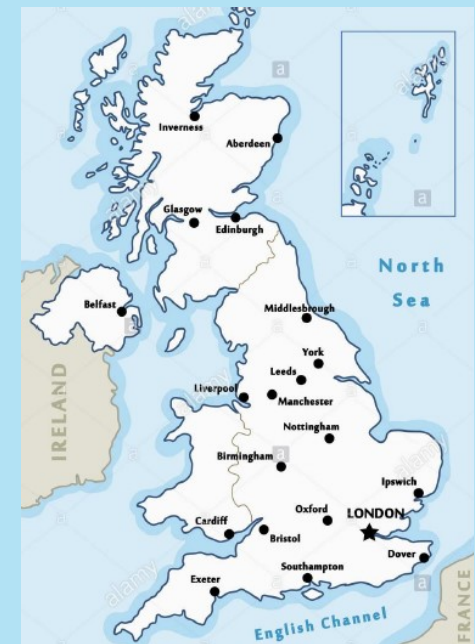 Inverness
Aberdeen
Glasgow
Edinburgh
North
Sea
Belfast
Middlesbrough
York
Leeds
IRELAND
Liverpool
Manchester
Nottingham
Birmingham
Ipswich
Oxford
LONDON
Cardiff
Bristol
Dover
Southampton
Exeter
English Channel
FRANCE
alamy
a